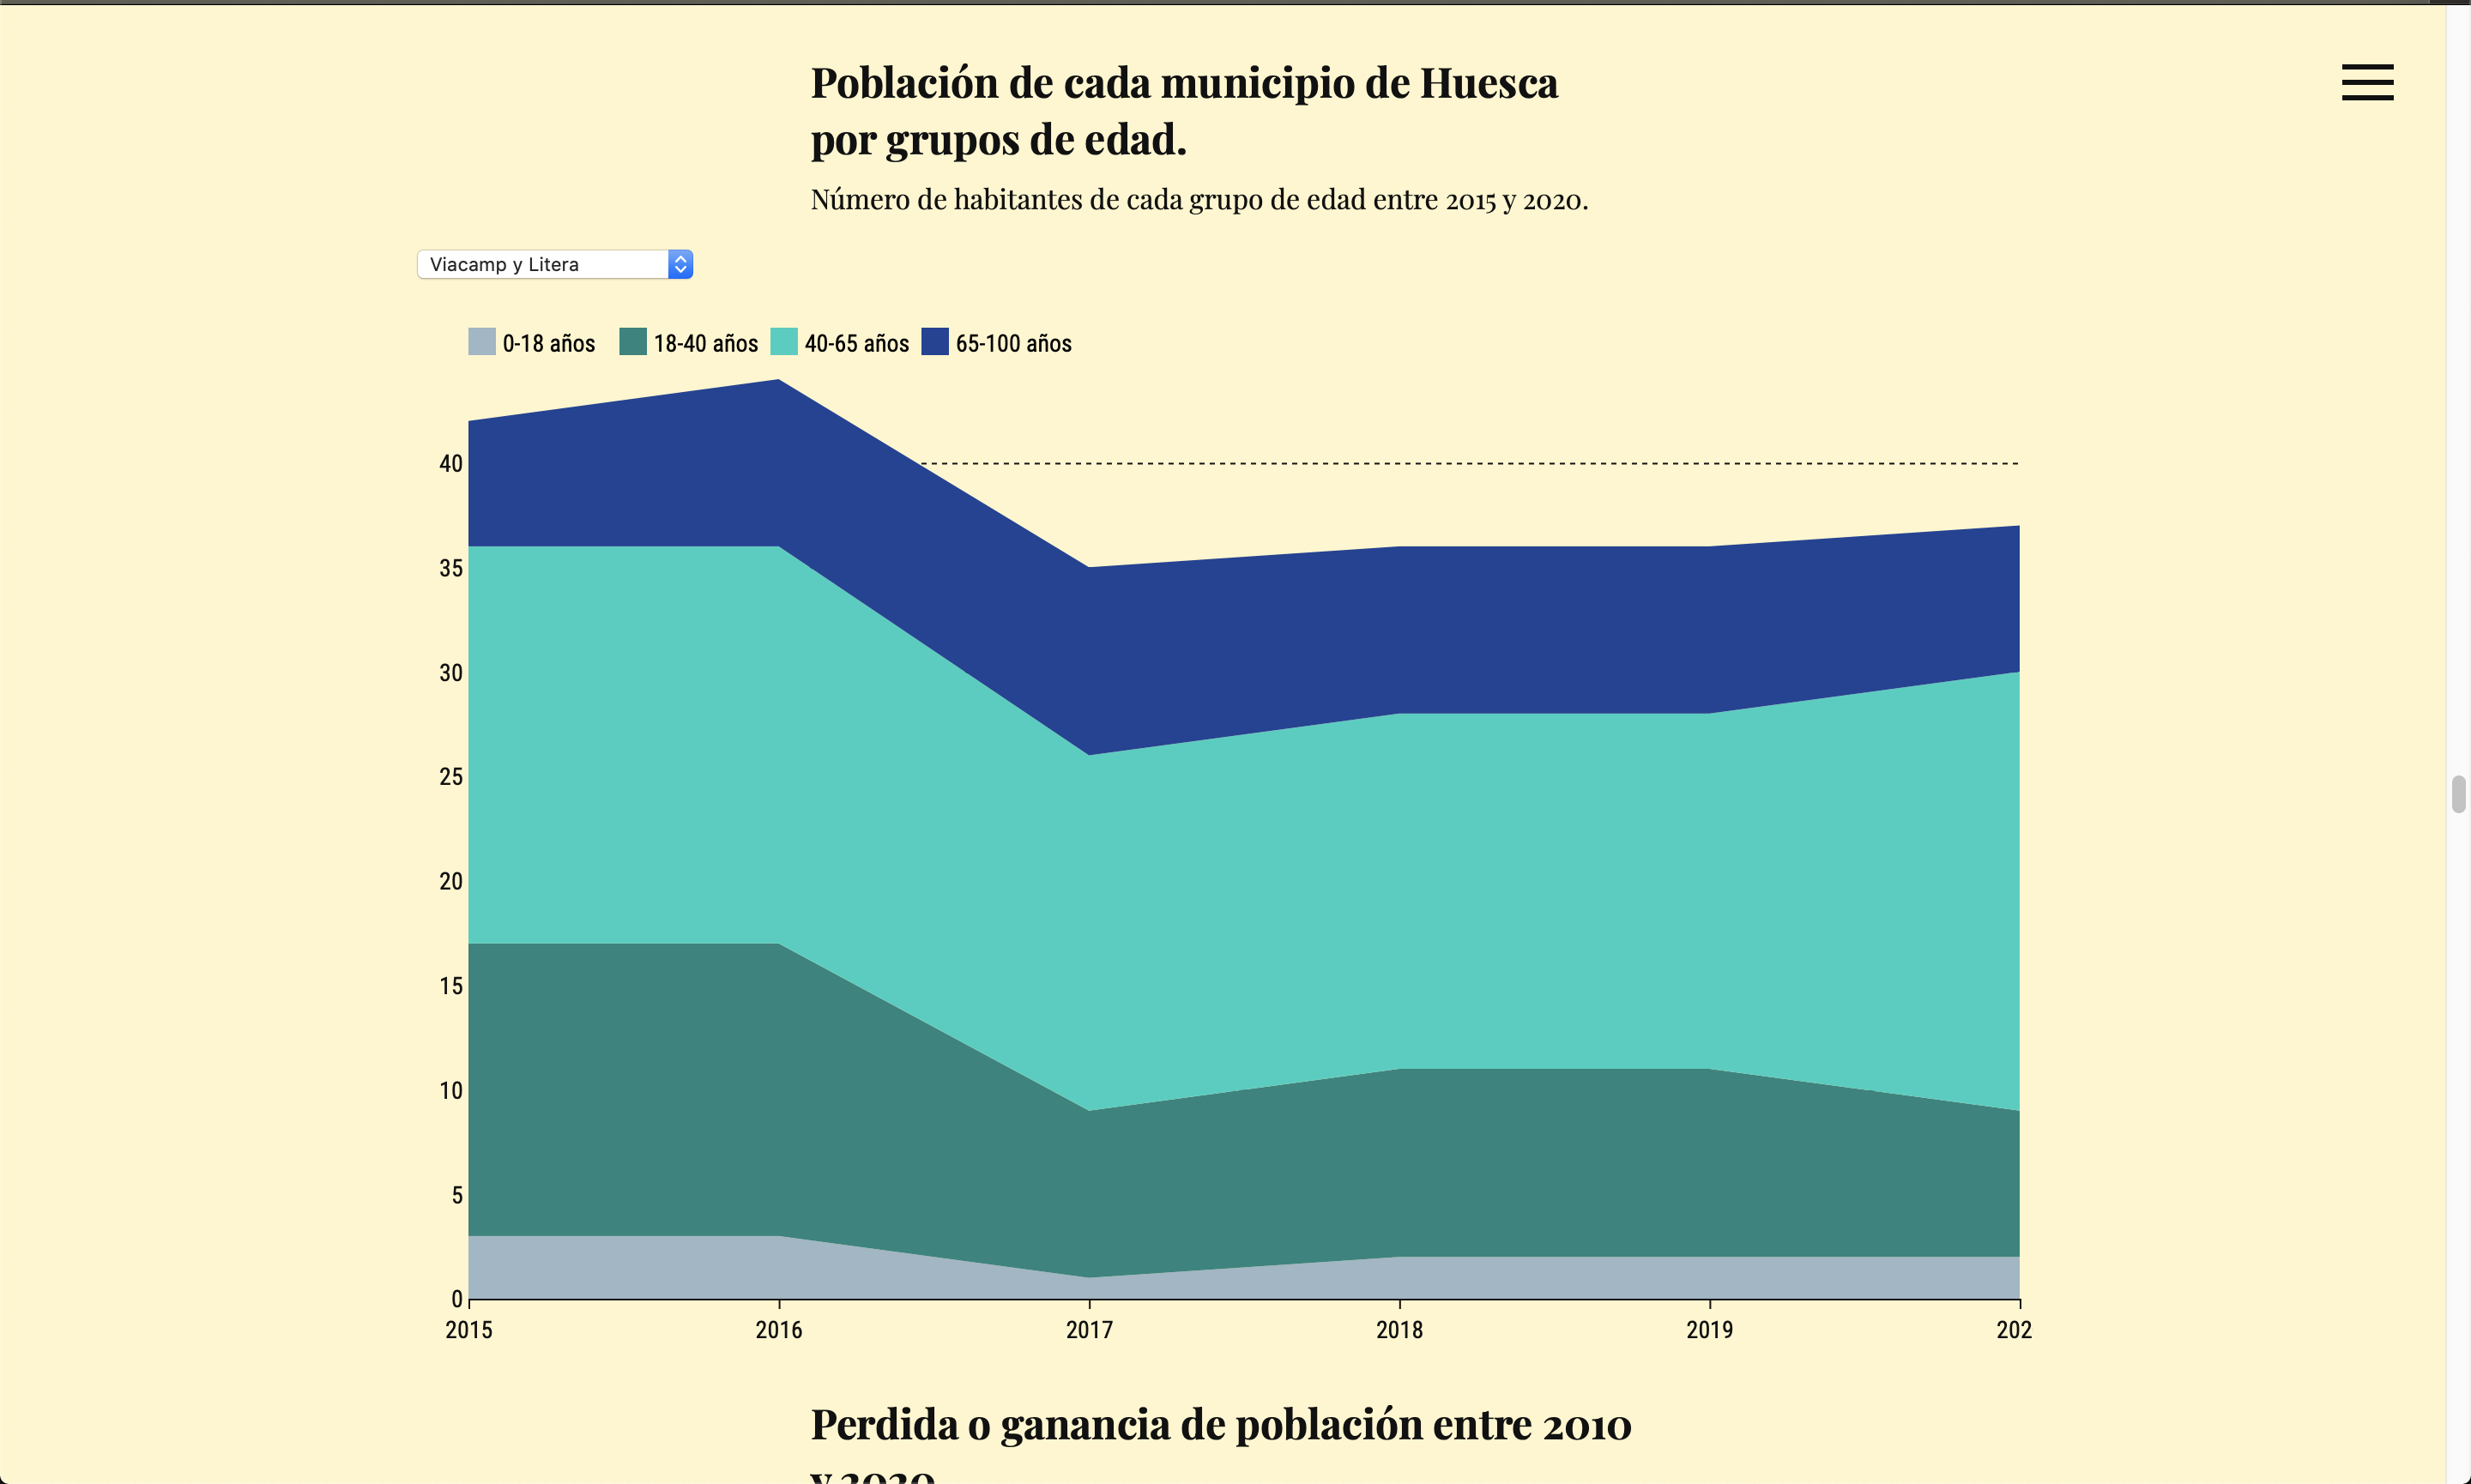 Población de cada municipio de Huesca
por grupos de edad.
Número de habitantes de cada grupo de edad entre 2015 y 2020.
Viacamp y Litera
0-18 años 18-40 años 40-65 años 65-100 años
40
35
30
25
20
15
10
5
0
2015 2016 2017 2018 2019 202
Perdida o ganancia de población entre 2010
y 2020